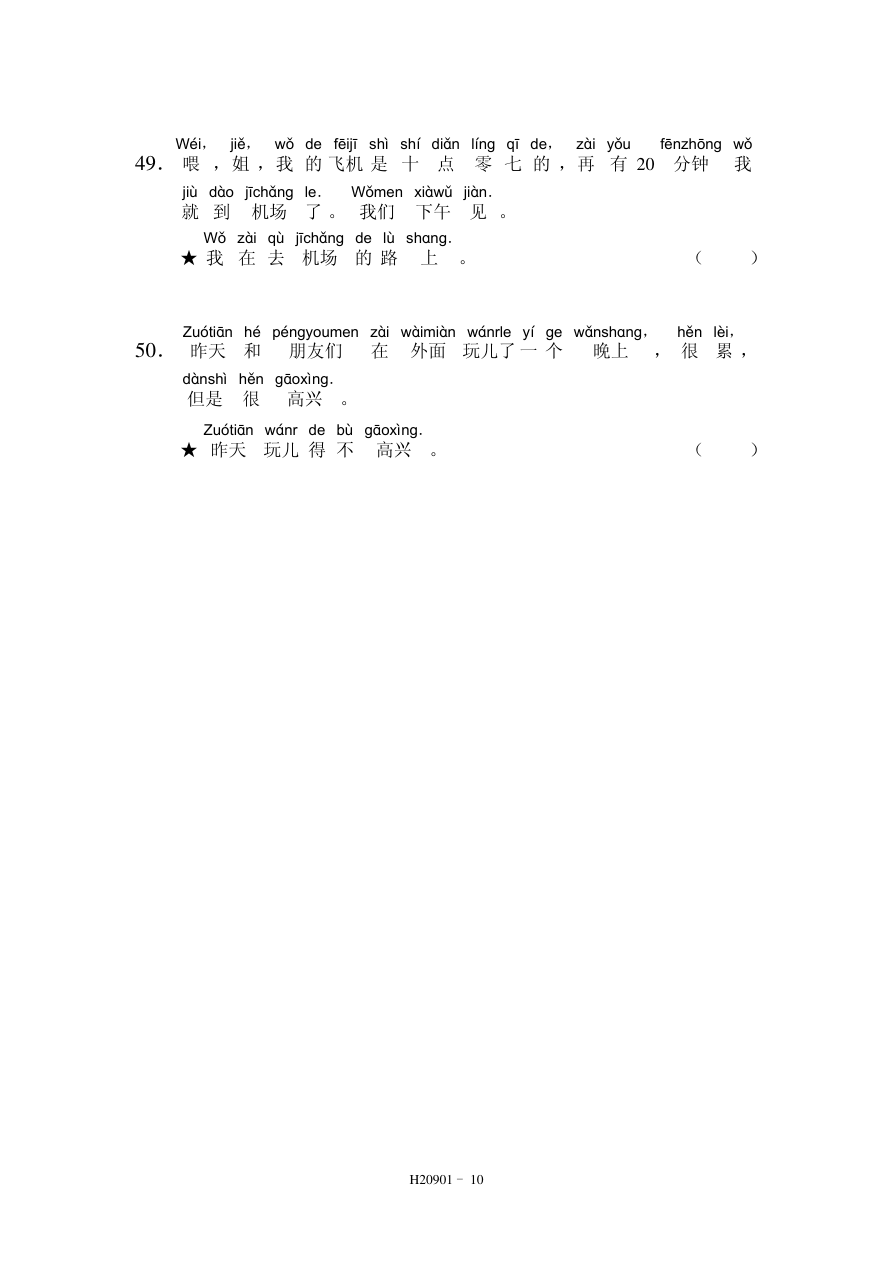 Wéi, jiě, wǒ de fēijī shì shí diǎn líng qī de, zài yǒu fēnzhōng wǒ
49. 喂，姐，我的飞机是十点零七的，再有 20 分钟我
jiù dào jīchǎng le. Wǒmen xiàwǔ jiàn.
就到机场了。我们下午见。
Wǒ zài qù jīchǎng de lù shang.
★ 我在去机场的路上。（ ）
Zuótiān hé péngyoumen zài wàimiàn wánrle yí ge wǎnshang, hěn lèi,
50. 昨天和朋友们在外面玩儿了一个晚上，很累，
dànshì hěn gāoxìng.
但是很高兴。
Zuótiān wánr de bù gāoxìng.
★ 昨天玩儿得不高兴。（ ）
H20901 - 10